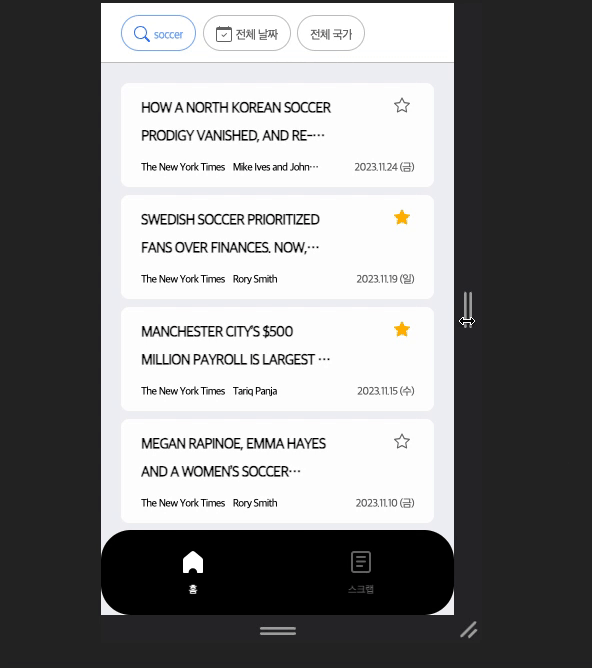 soccer 전체 날짜 전체 국가
HOW A NORTH KOREAN SOCCER
PRODIGY VANISHED, AND RE-···
The New York Times Mike Ives and John··· 2023.11.24 (금)
SWEDISH SOCCER PRIORITIZED
FANS OVER FINANCES. NOW,···
The New York Times Rory Smith 2023.11.19 (일)
MANCHESTER CITY'S $500
MILLION PAYROLL IS LARGEST ···
The New York Times Tariq Panja 2023.11.15 (수)
MEGAN RAPINOE, EMMA HAYES
AND A WOMEN'S SOCCER···
The New York Times Rory Smith 2023.11.10 (금)
홈 스크랩